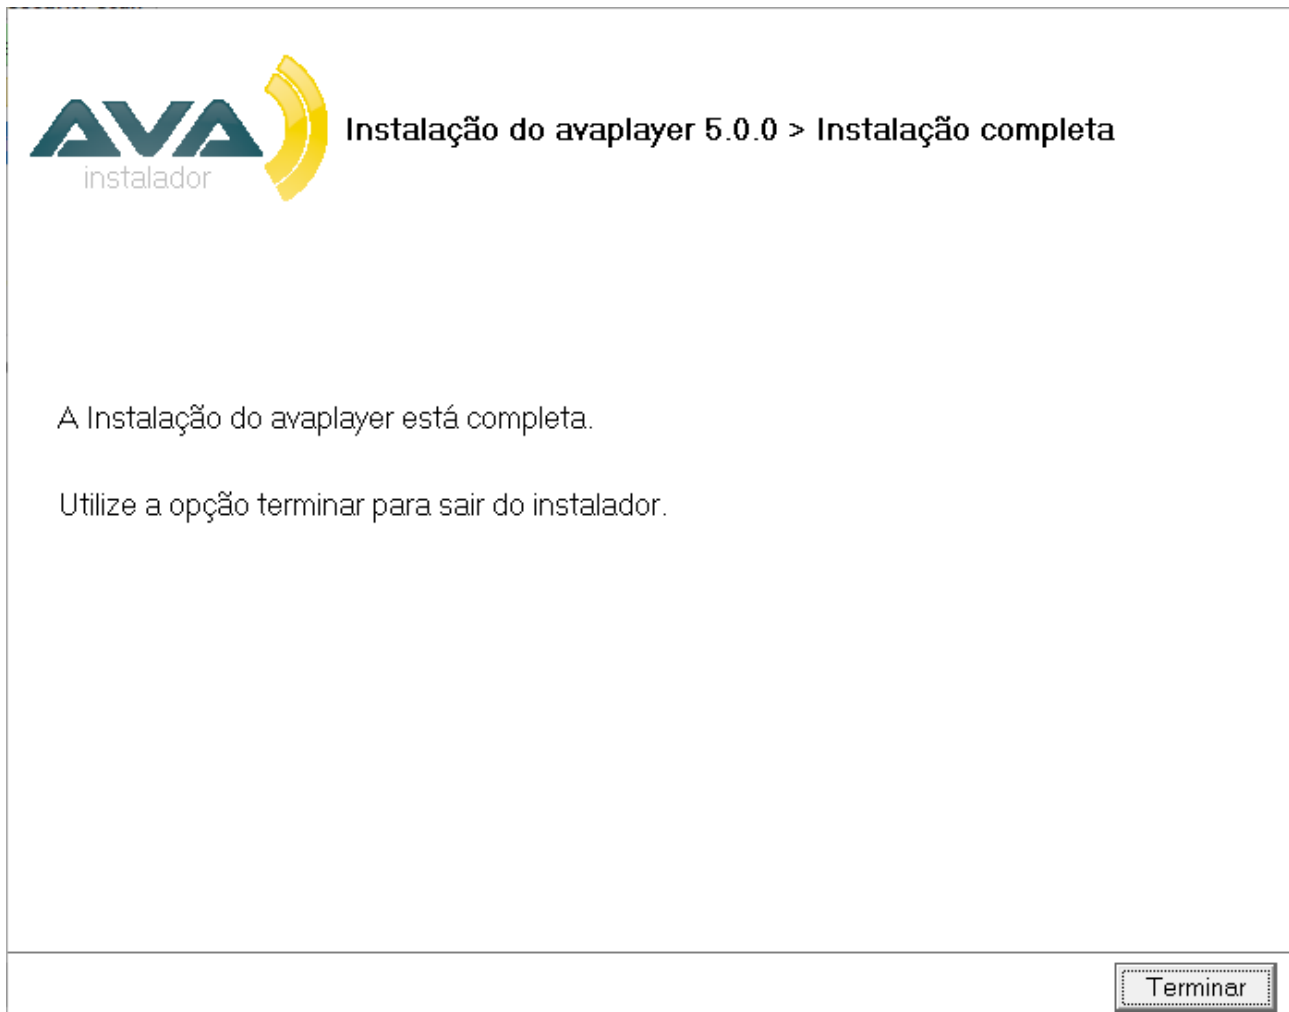 AVA
instalador
Instalação do avaplayer 5.0.0 > Instalação completa
A Instalação do avaplayer está completa.
Utilize a opção terminar para sair do instalador.
Terminar